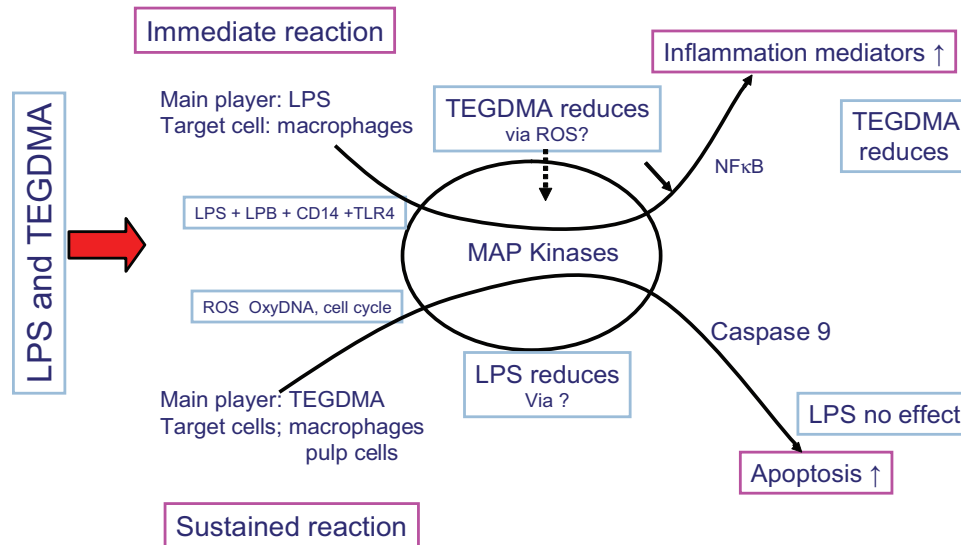 Immediate reaction
Inflammation mediators ↑
LPS and TEGDMA
Main player: LPS
Target cell: macrophages
TEGDMA reduces
via ROS?
TEGDMA
reduces
NFκB
LPS + LPB + CD14 +TLR4
MAP Kinases
ROS OxyDNA, cell cycle
Caspase 9
LPS reduces
Via ?
Main player: TEGDMA
Target cells; macrophages
pulp cells
LPS no effect
Apoptosis ↑
Sustained reaction